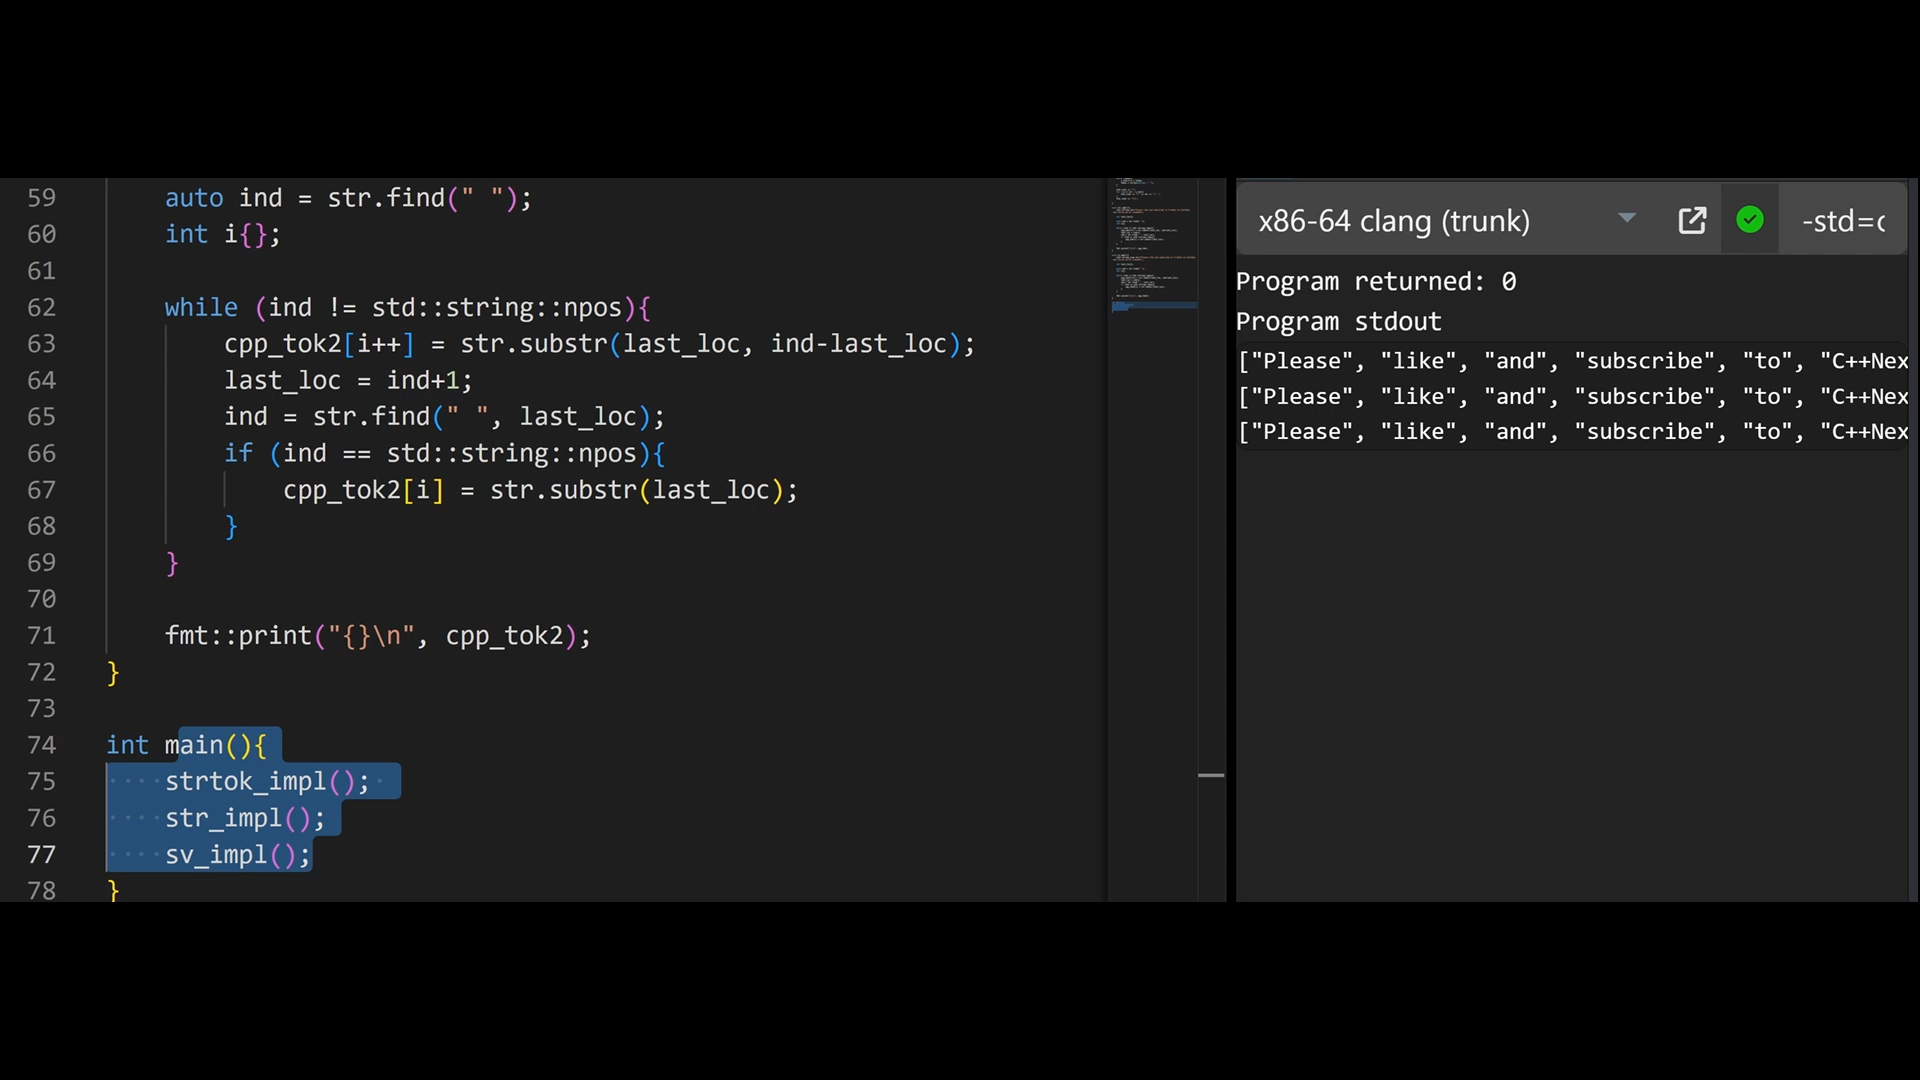 59 auto ind = str.find(" ");
60 int i{};
61
62 while (ind != std::string::npos){
63 cpp_tok2[i++] = str.substr(last_loc, ind-last_loc);
64 last_loc = ind+1;
65 ind = str.find(" ", last_loc);
66 if (ind == std::string::npos){
67 cpp_tok2[i] = str.substr(last_loc);
68 }
69 }
70
71 fmt::print("{}\n", cpp_tok2);
72 }
73
74 int main(){
75 strtok_impl();
76 str_impl();
77 sv_impl();
78 }
x86-64 clang (trunk) -std=c
Program returned: 0
Program stdout
["Please", "like", "and", "subscribe", "to", "C++Nex
["Please", "like", "and", "subscribe", "to", "C++Nex
["Please", "like", "and", "subscribe", "to", "C++Nex